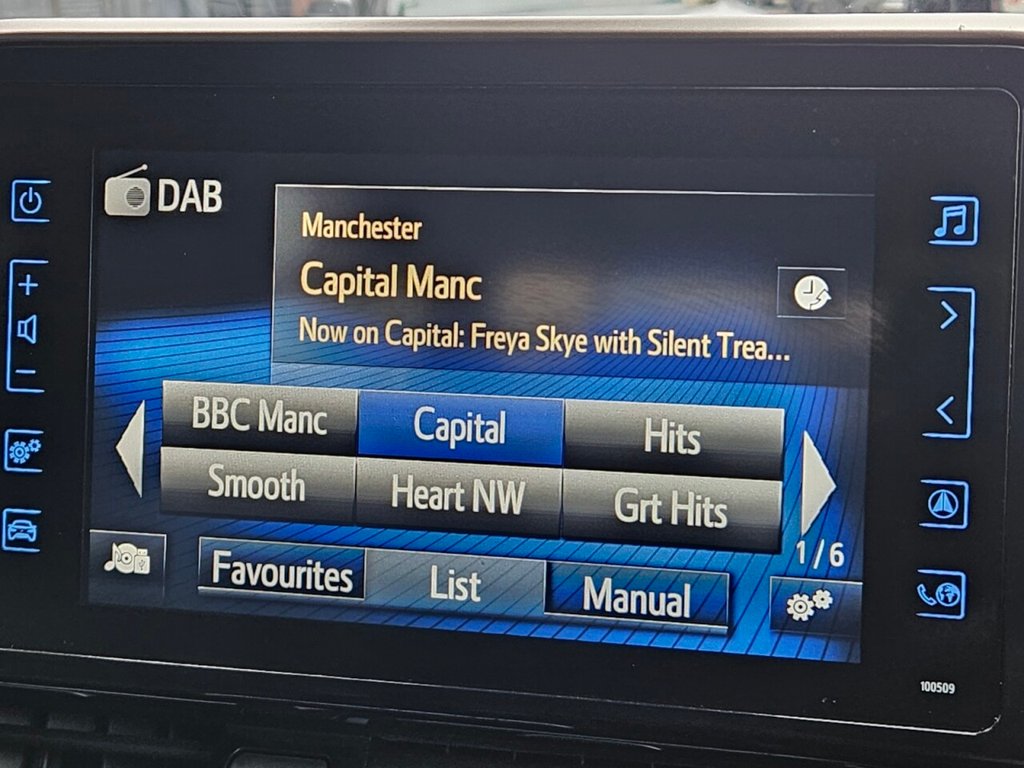 DAB
Manchester
Capital Manc
Now on Capital: Freya Skye with Silent Trea...
BBC Manc Capital Hits
Smooth Heart NW Grt Hits
1/6
Favourites List Manual
100509